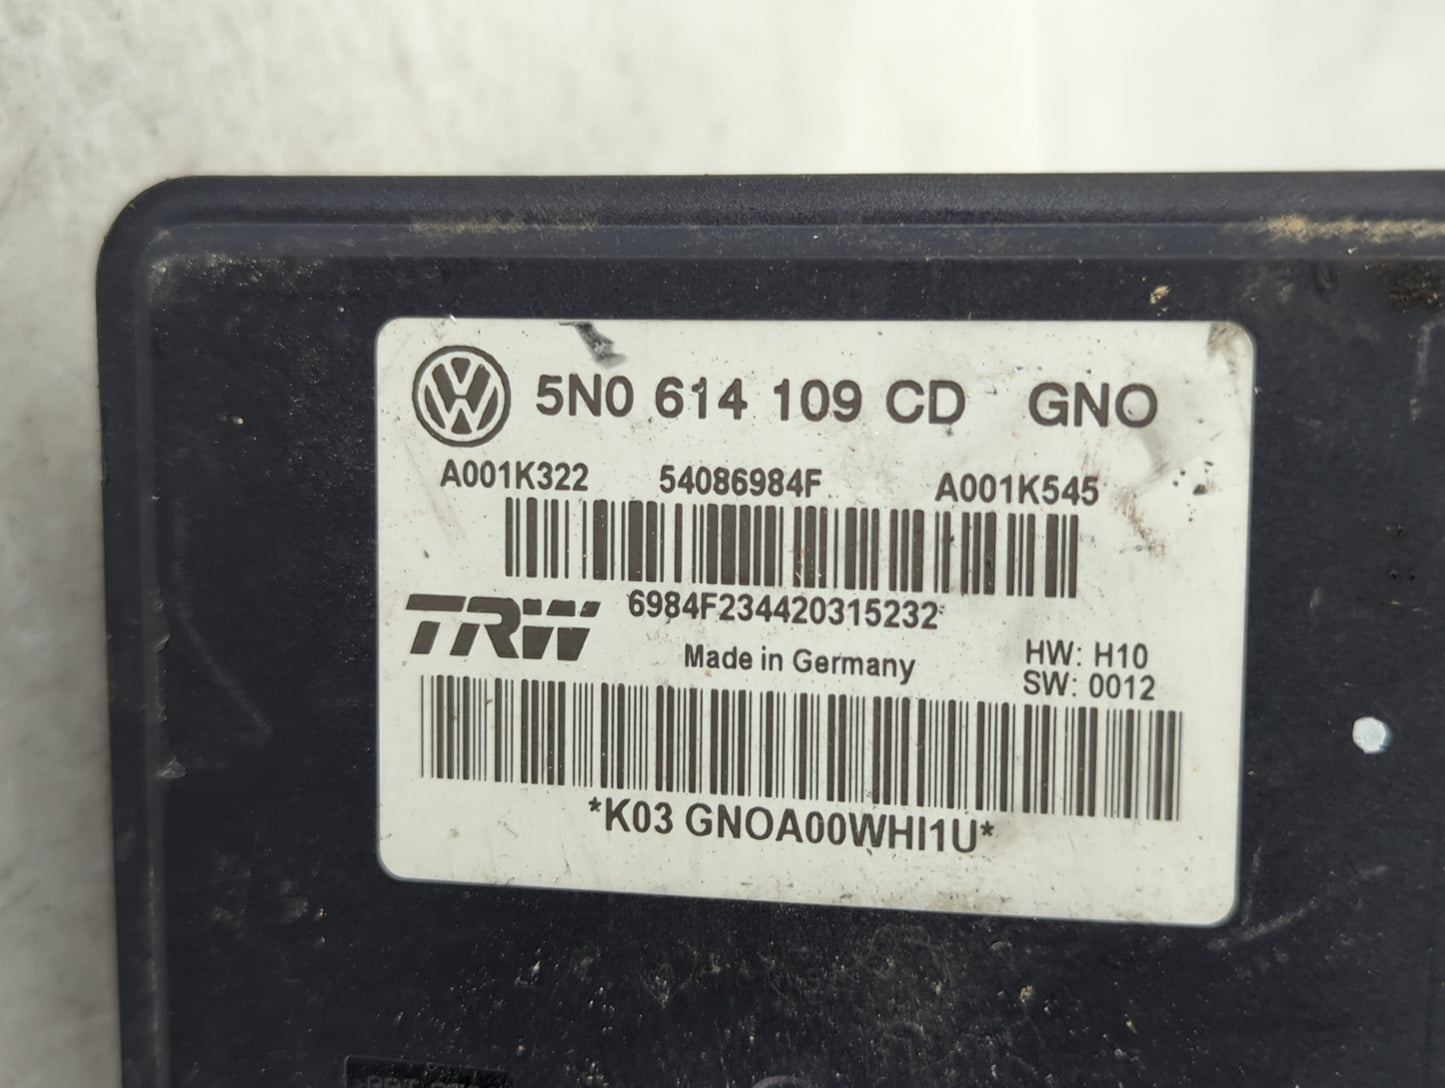 5N0 614 109 CD GNO
A001K322 54086984F A001K545
TRW 6984F234420315232
Made in Germany
HW: H10
SW: 0012
*K03 GNOA00WHI1U*